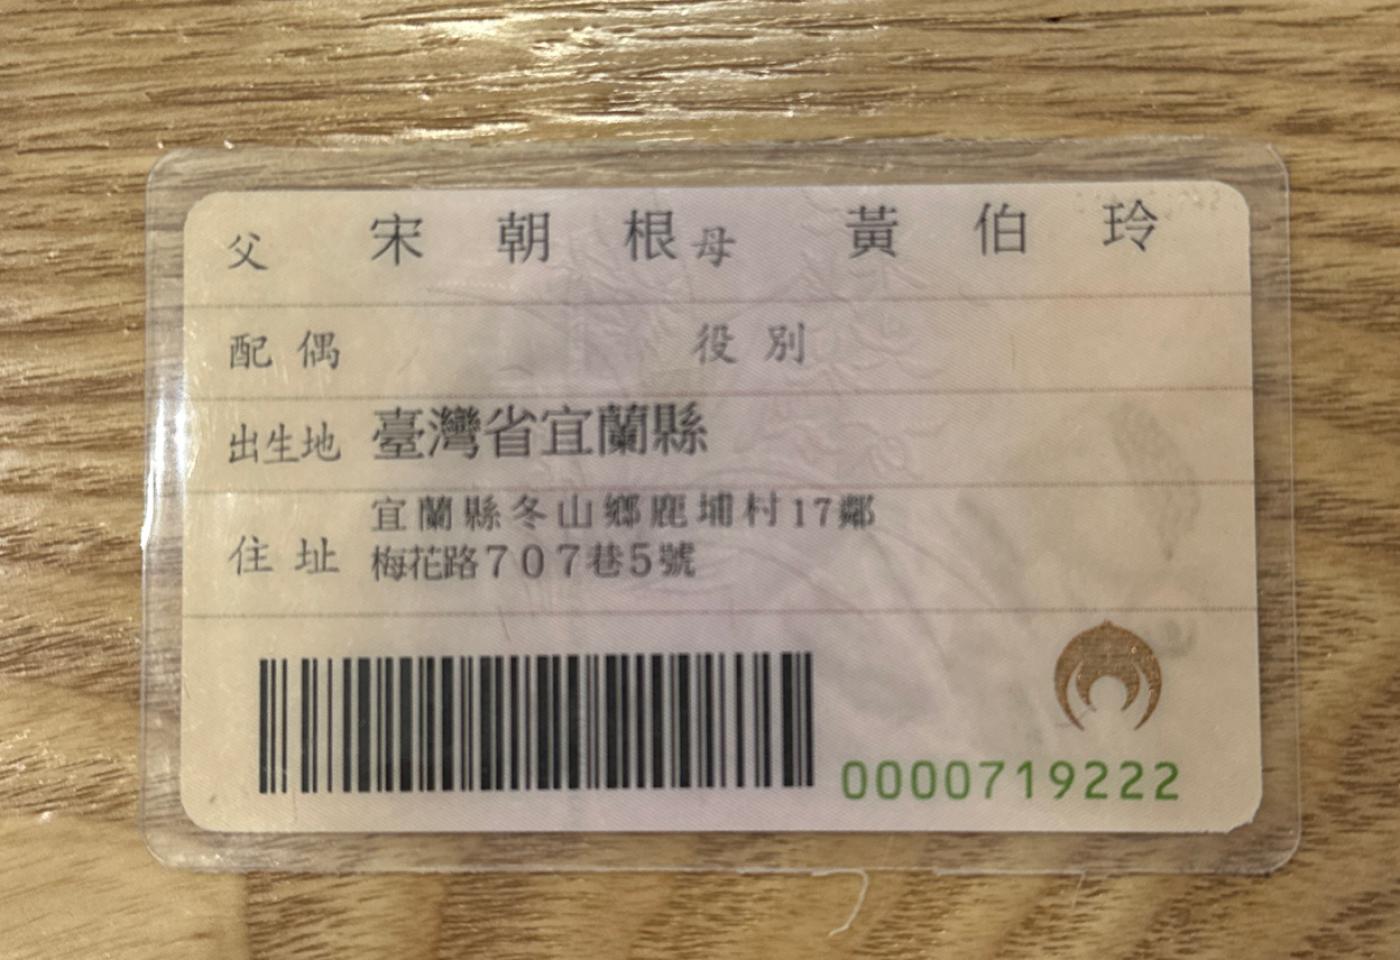 父 宋朝根 母 黃伯玲
配偶 役別
出生地 臺灣省宜蘭縣
住址 宜蘭縣冬山鄉鹿埔村17鄰
梅花路707巷5號
0000719222